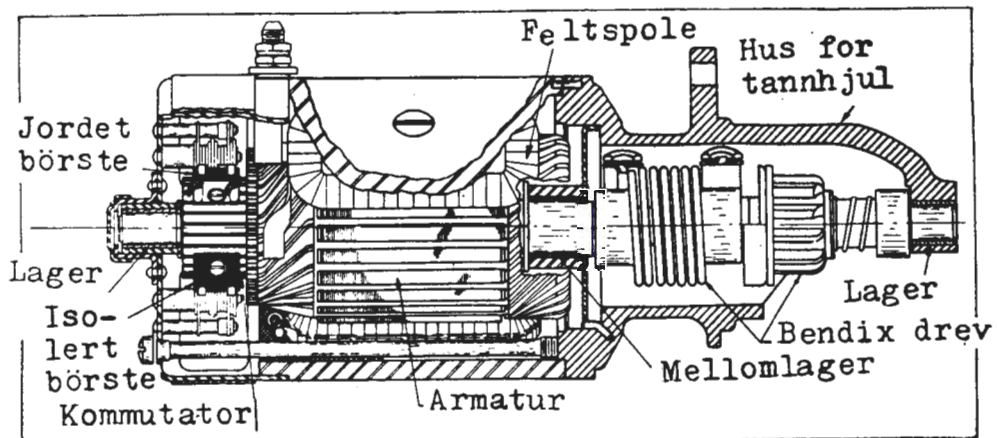 Feltspole
Hus for
tannhjul
Jordet
börste
Lager
Iso-
lert
börste
Kommutator
Armatur
Mellomlager
Bendix drev
Lager